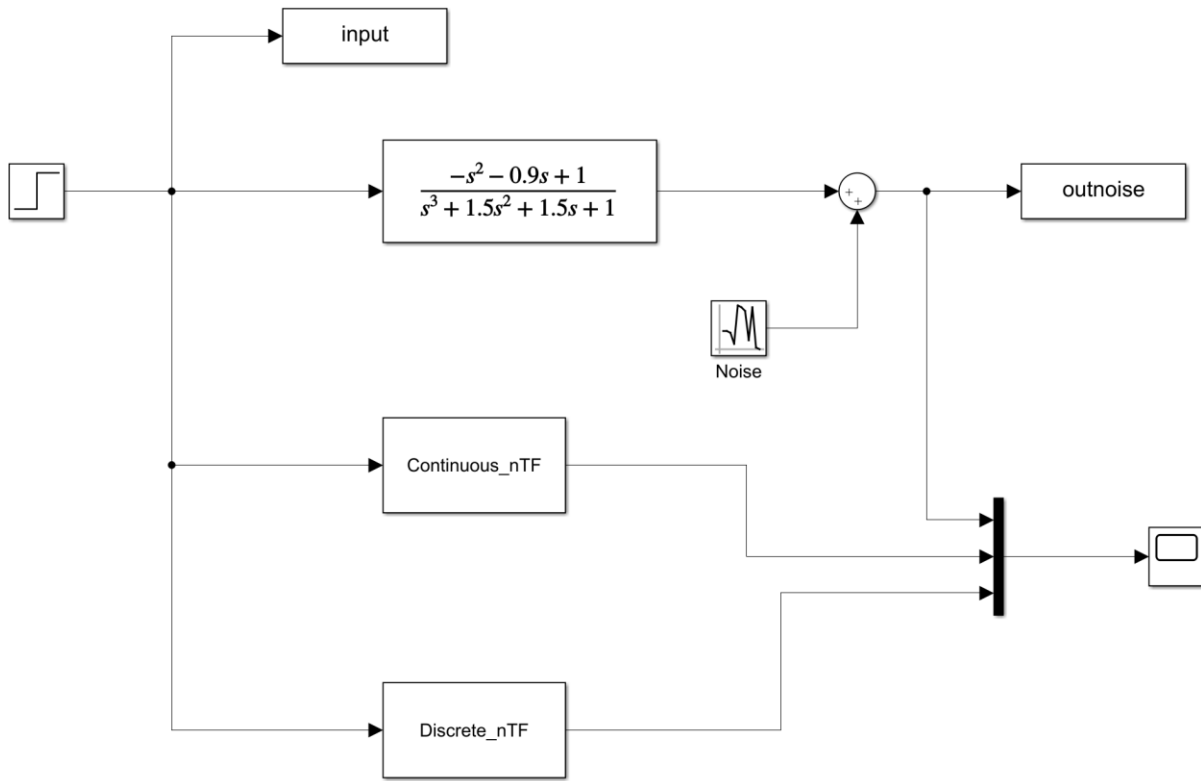 input
-s² - 0.9s + 1
s³ + 1.5s² + 1.5s + 1
+
+
outnoise
Noise
Continuous_nTF
Discrete_nTF